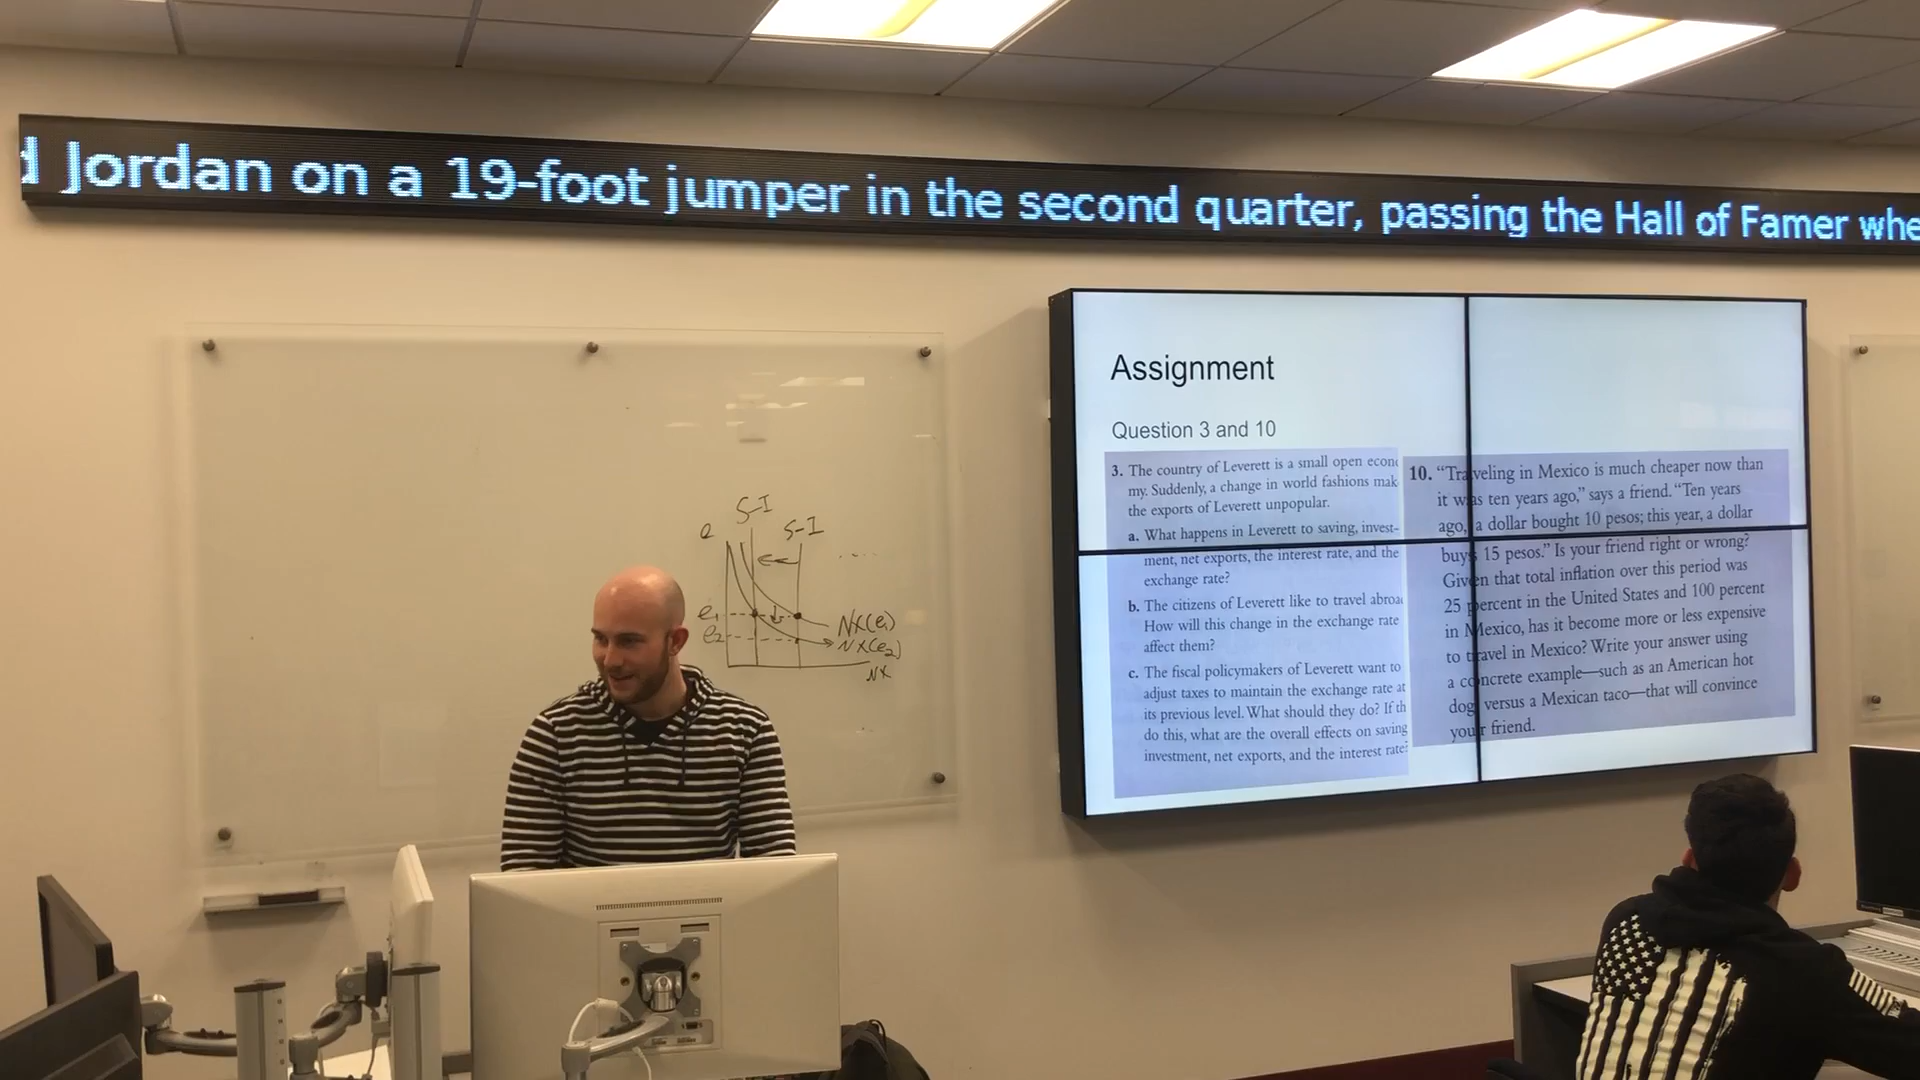 Jordan on a 19-foot jumper in the second quarter, passing the Hall of Famer whe
S-I
e
S-I
e₁
NX(e₁)
e₂
NX(e₂)
NX
Assignment
Question 3 and 10
3. The country of Leverett is a small open econo
my. Suddenly, a change in world fashions mak
the exports of Leverett unpopular.
a. What happens in Leverett to saving, invest-
ment, net exports, the interest rate, and the
exchange rate?
b. The citizens of Leverett like to travel abroa
How will this change in the exchange rate
affect them?
c. The fiscal policymakers of Leverett want to
adjust taxes to maintain the exchange rate at
its previous level. What should they do? If th
do this, what are the overall effects on saving
investment, net exports, and the interest rate?
10. “Traveling in Mexico is much cheaper now than
it was ten years ago,” says a friend. “Ten years
ago, a dollar bought 10 pesos; this year, a dollar
buys 15 pesos.” Is your friend right or wrong?
Given that total inflation over this period was
25 percent in the United States and 100 percent
in Mexico, has it become more or less expensive
to travel in Mexico? Write your answer using
a concrete example—such as an American hot
dog versus a Mexican taco—that will convince
your friend.